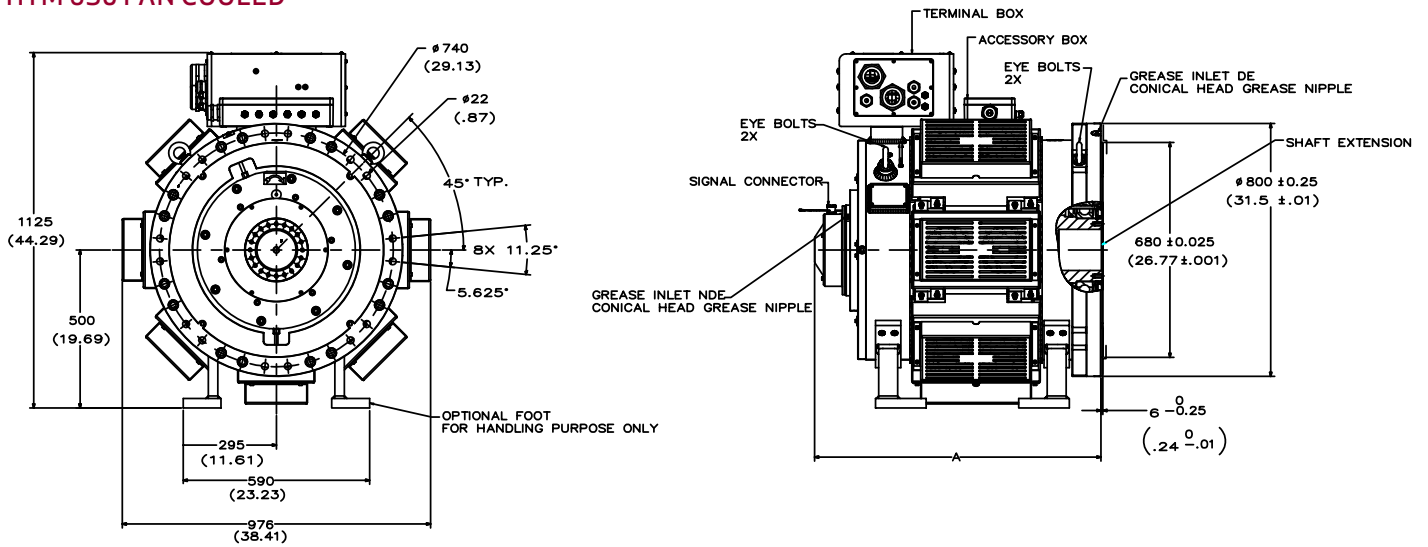 TERMINAL BOX
ø740
(29.13)
ACCESSORY BOX
EYE BOLTS
2X
GREASE INLET DE
CONICAL HEAD GREASE NIPPLE
ø22
(.87)
EYE BOLTS
2X
SHAFT EXTENSION
45° TYP.
SIGNAL CONNECTOR
ø800 ±0.25
(31.5 ±.01)
1125
(44.29)
8X 11.25°
680 ±0.025
(26.77±.001)
5.625°
GREASE INLET NDE
CONICAL HEAD GREASE NIPPLE
500
(19.69)
OPTIONAL FOOT
FOR HANDLING PURPOSE ONLY
0
6 -0.25
295
(11.61)
0
(.24 -.01)
A
590
(23.23)
976
(38.41)